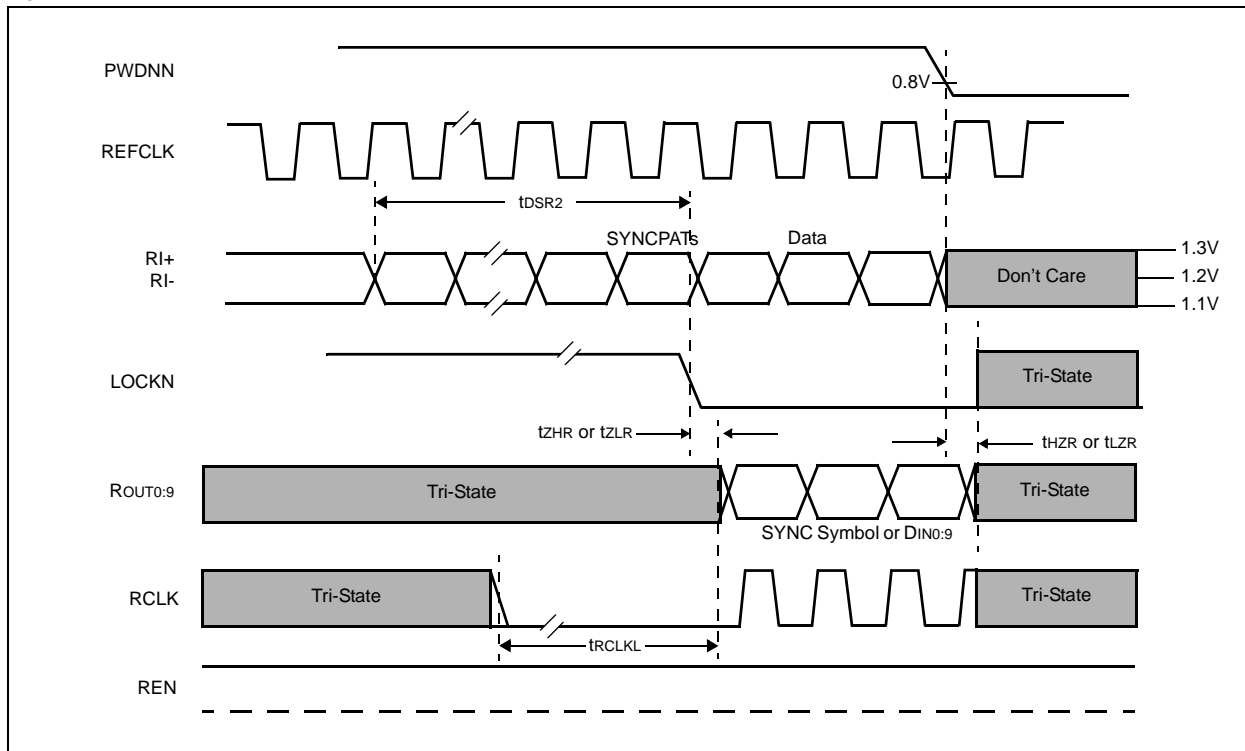 PWDNN
0.8V
REFCLK
tDSR2
SYNCPATs
Data
RI+
RI-
Don't Care
1.3V
1.2V
1.1V
LOCKN
Tri-State
tZHR or tZLR
tHZR or tLZR
ROUT0:9
Tri-State
Tri-State
SYNC Symbol or DIN0:9
RCLK
Tri-State
Tri-State
tRCLKL
REN